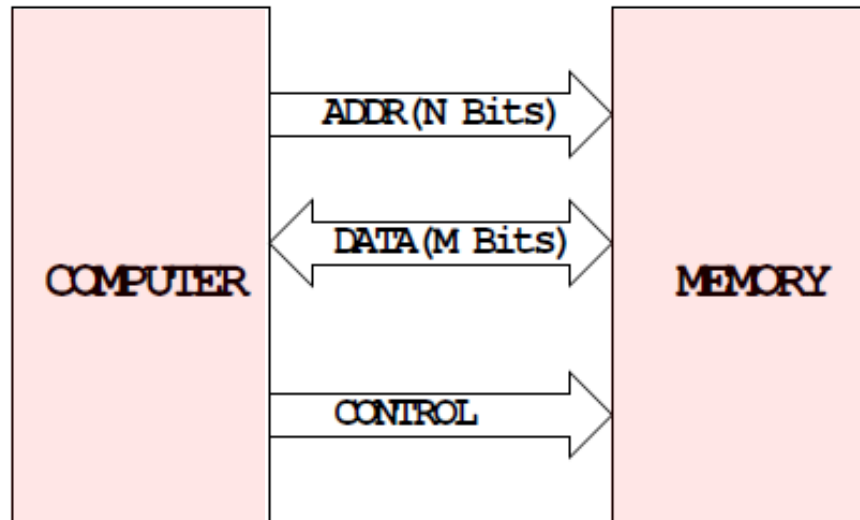 ADDR(N Bits)
DATA(M Bits)
COMPUTER
MEMORY
CONTROL